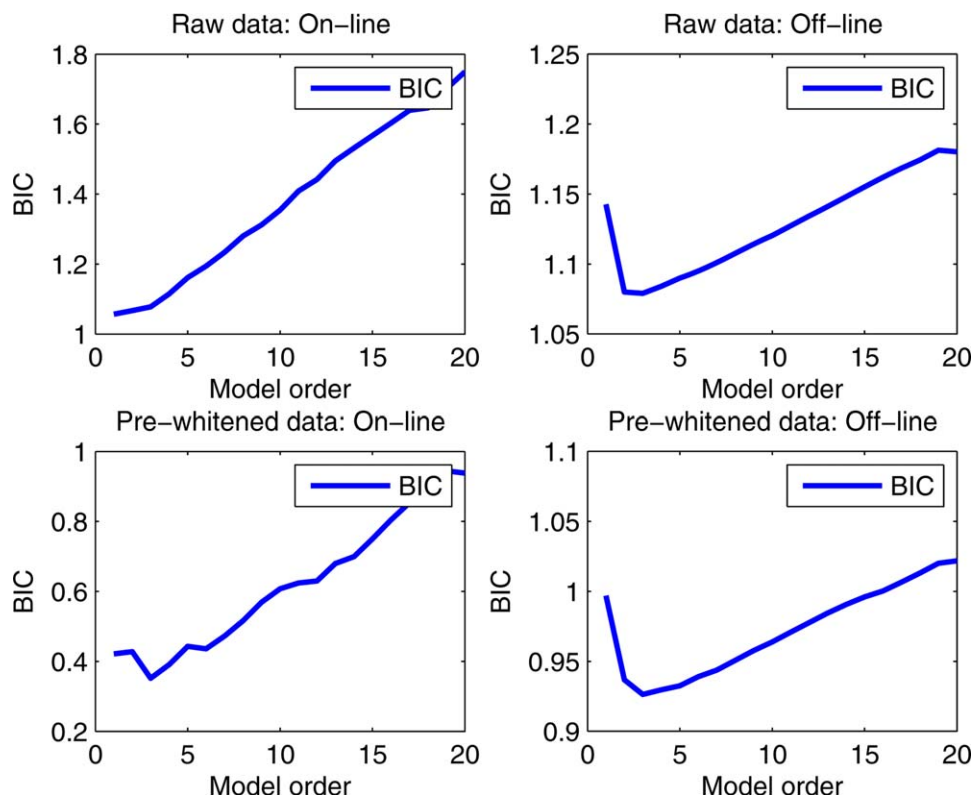 Raw data: On-line
1.8
1.6
1.4
1.2
1
BIC
BIC
0
5
10
15
20
Model order
Raw data: Off-line
1.25
1.2
1.15
1.1
1.05
BIC
BIC
0
5
10
15
20
Model order
Pre-whitened data: On-line
1
0.8
0.6
0.4
0.2
BIC
BIC
0
5
10
15
20
Model order
Pre-whitened data: Off-line
1.1
1.05
1
0.95
0.9
BIC
BIC
0
5
10
15
20
Model order